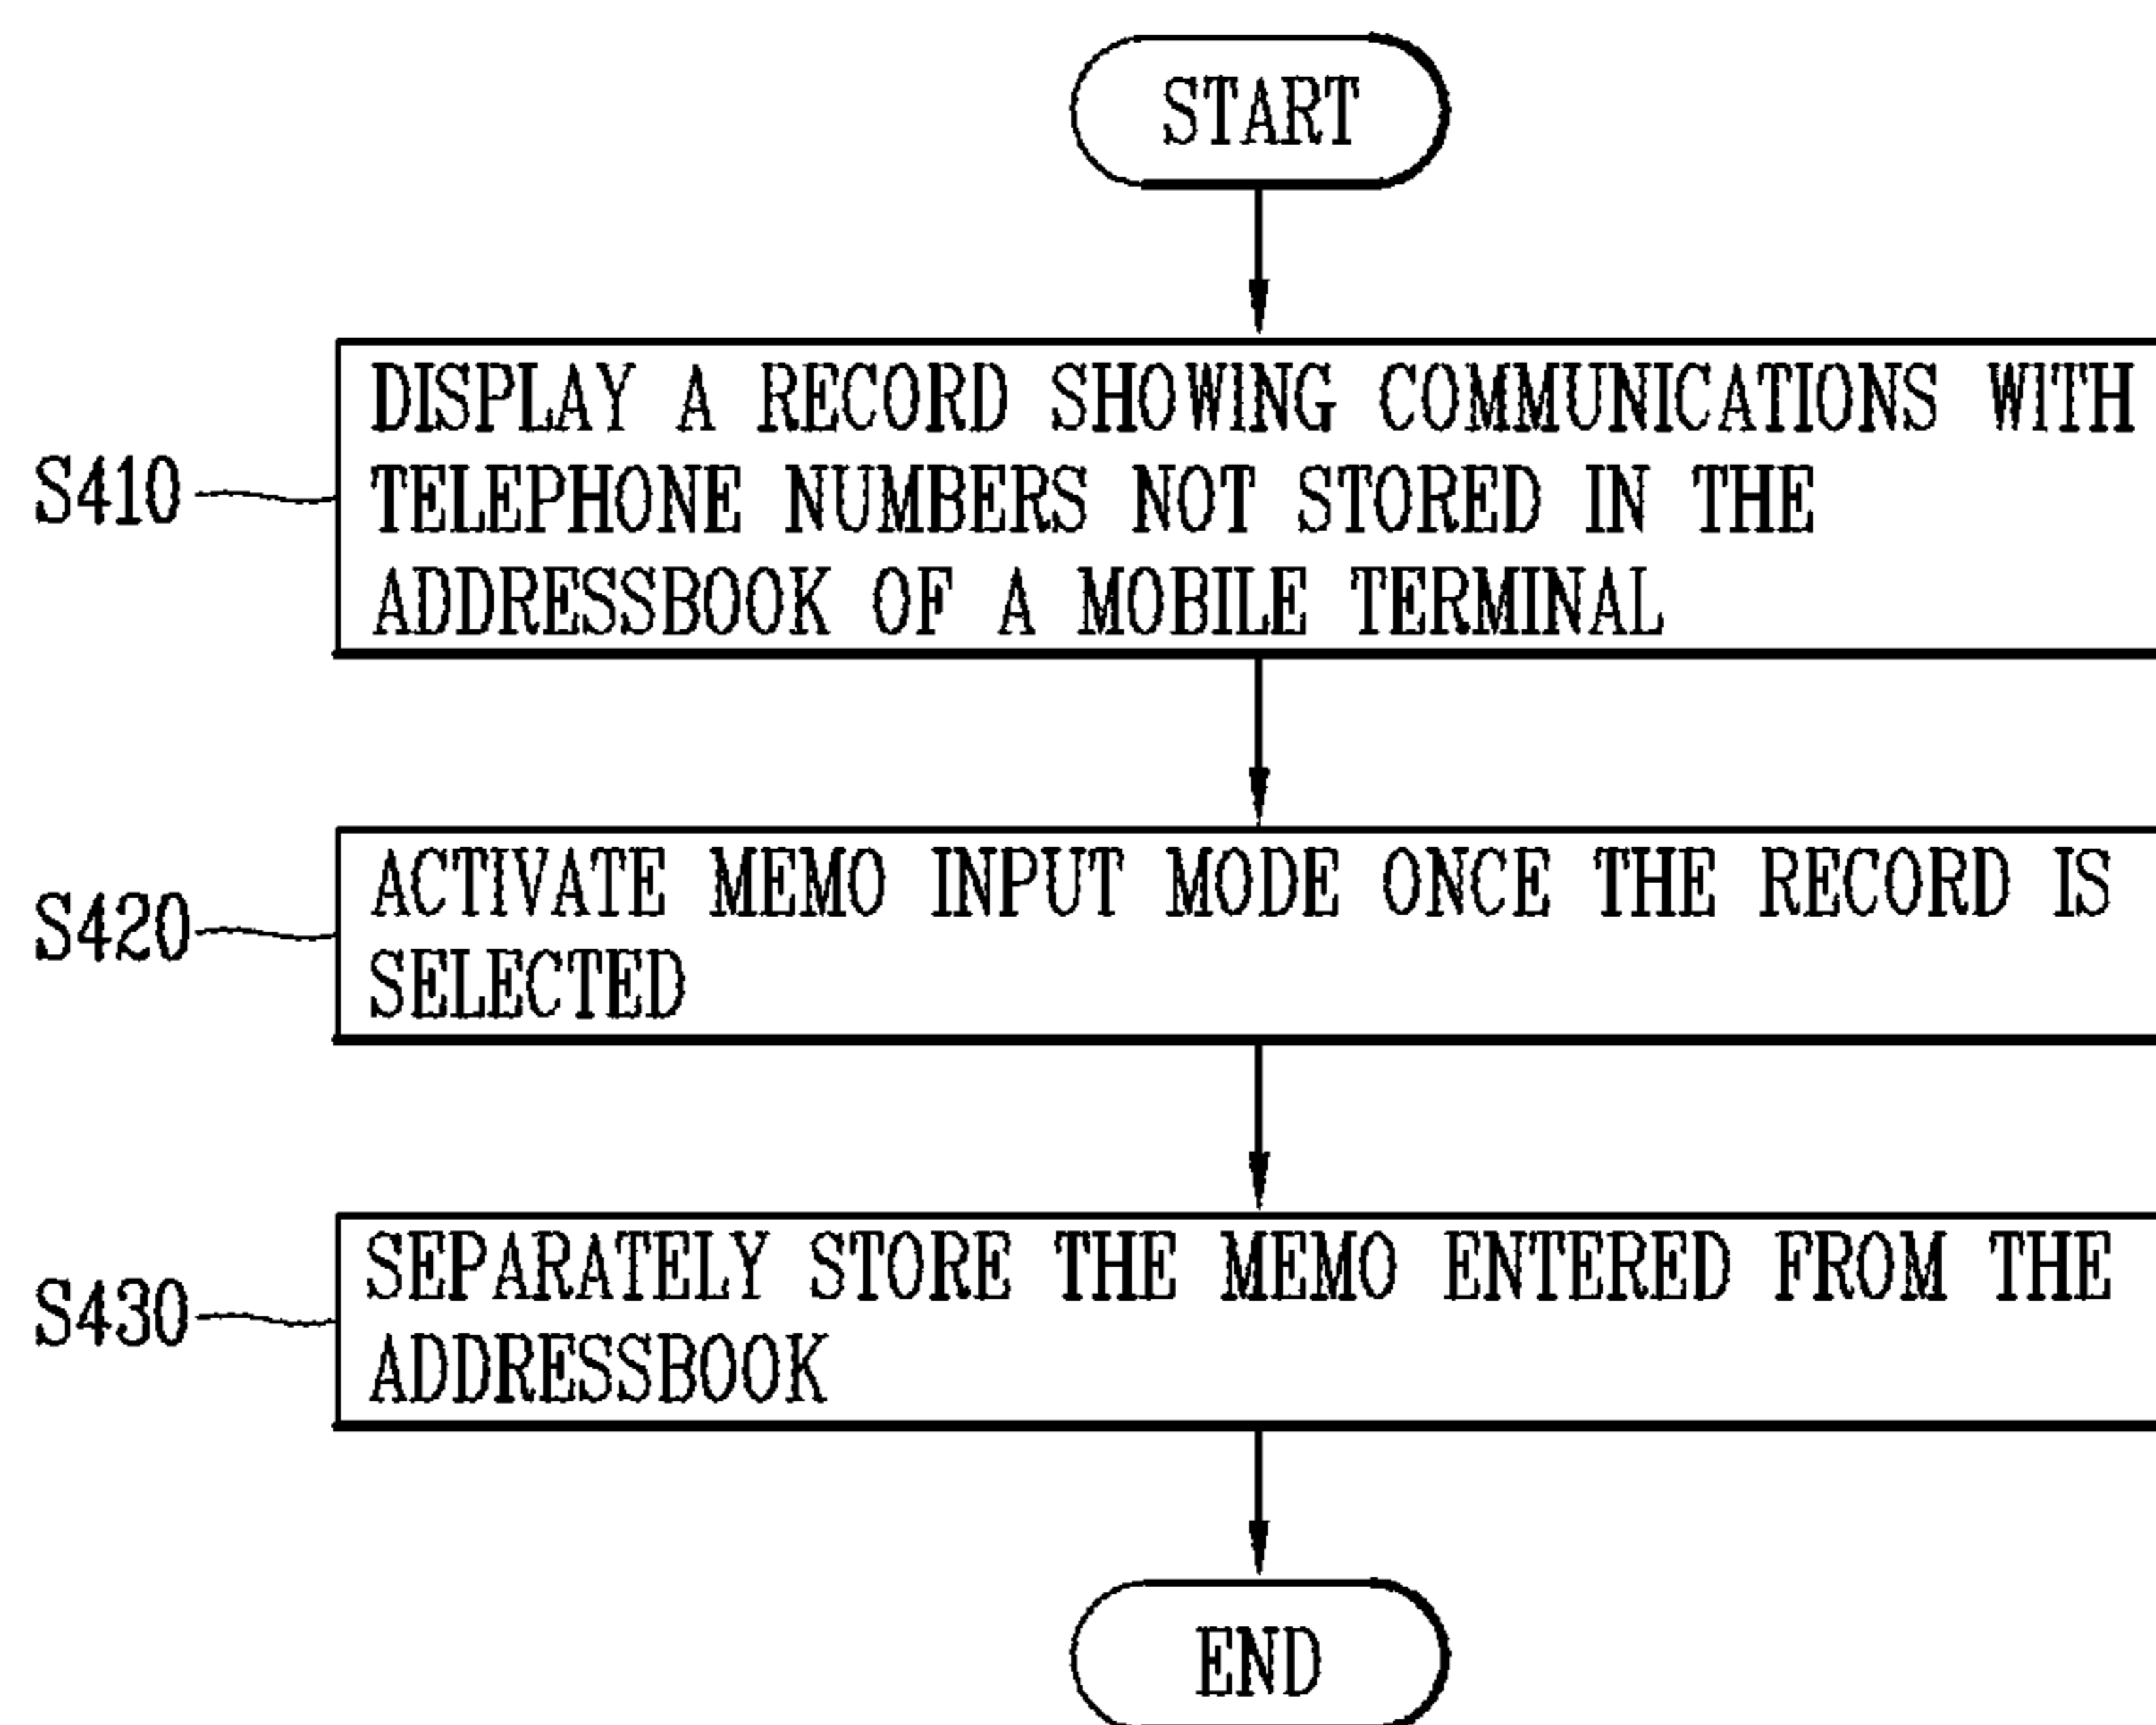 START
S410
DISPLAY A RECORD SHOWING COMMUNICATIONS WITH
TELEPHONE NUMBERS NOT STORED IN THE
ADDRESSBOOK OF A MOBILE TERMINAL
S420
ACTIVATE MEMO INPUT MODE ONCE THE RECORD IS
SELECTED
S430
SEPARATELY STORE THE MEMO ENTERED FROM THE
ADDRESSBOOK
END